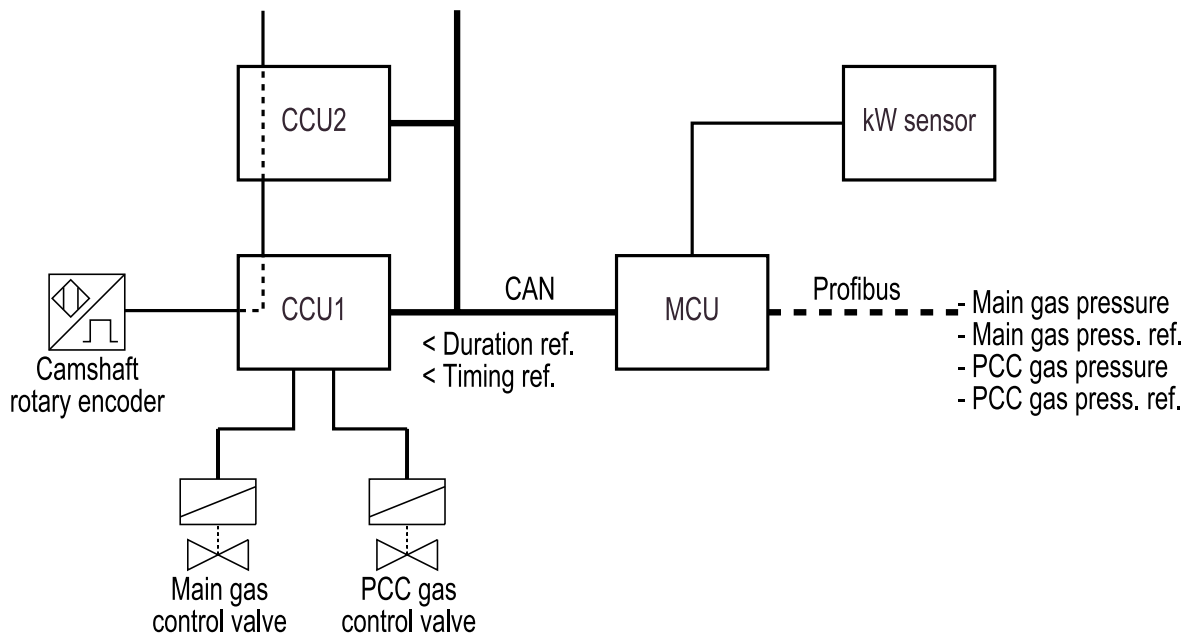 CCU2
kW sensor
CCU1
CAN
MCU
Profibus
< Duration ref.
< Timing ref.
- Main gas pressure
- Main gas press. ref.
- PCC gas pressure
- PCC gas press. ref.
Camshaft
rotary encoder
Main gas
control valve
PCC gas
control valve